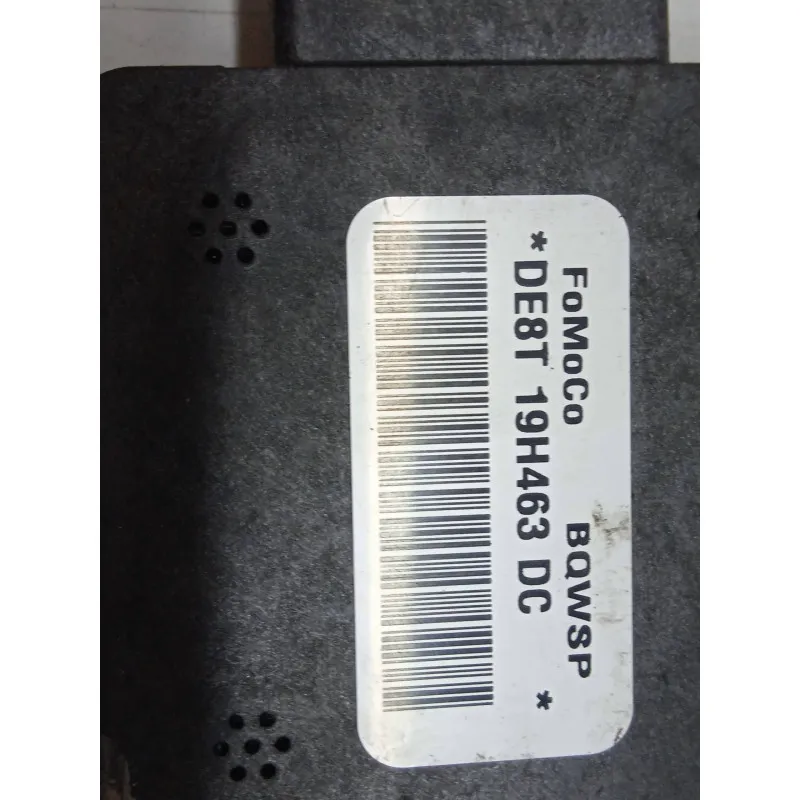 FoMoCo BQWSP
*DE8T 19H463 DC *